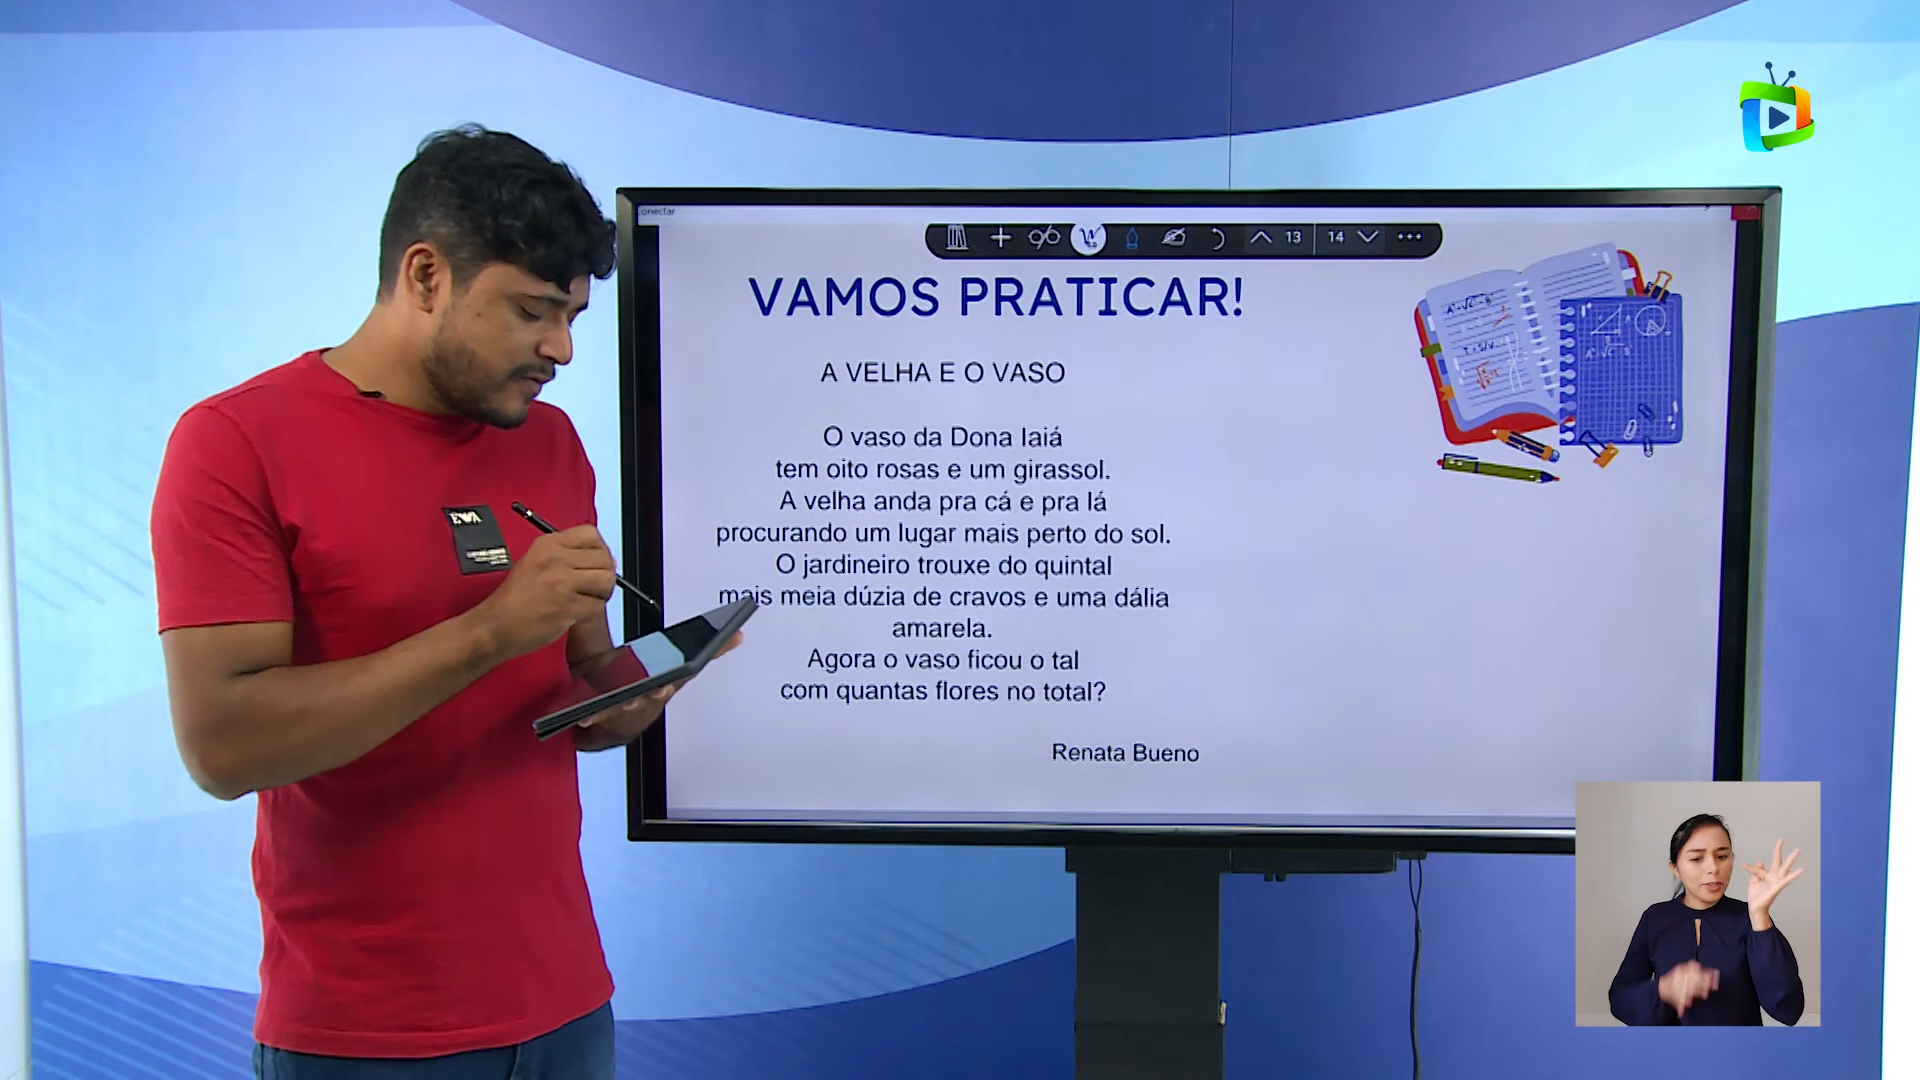 onectar
13 14
VAMOS PRATICAR!
A VELHA E O VASO
O vaso da Dona Iaiá
tem oito rosas e um girassol.
A velha anda pra cá e pra lá
procurando um lugar mais perto do sol.
O jardineiro trouxe do quintal
mais meia dúzia de cravos e uma dália
amarela.
Agora o vaso ficou o tal
com quantas flores no total?
Renata Bueno